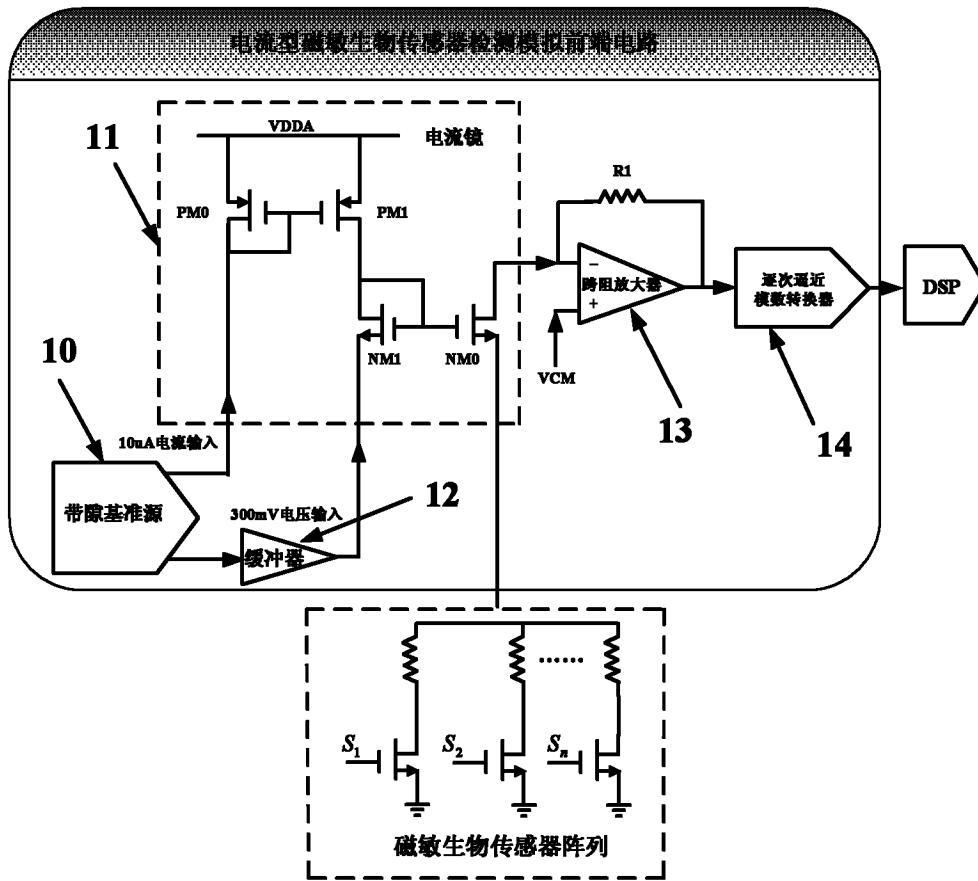 电流型磁敏生物传感器检测模拟前端电路
11
VDDA
电流镜
PM0
PM1
R1
跨阻放大器
−
+
逐次逼近
模数转换器
DSP
NM1
NM0
VCM
13
14
10
10uA电流输入
带隙基准源
300mV电压输入
12
缓冲器
......
S1
S2
Sn
磁敏生物传感器阵列